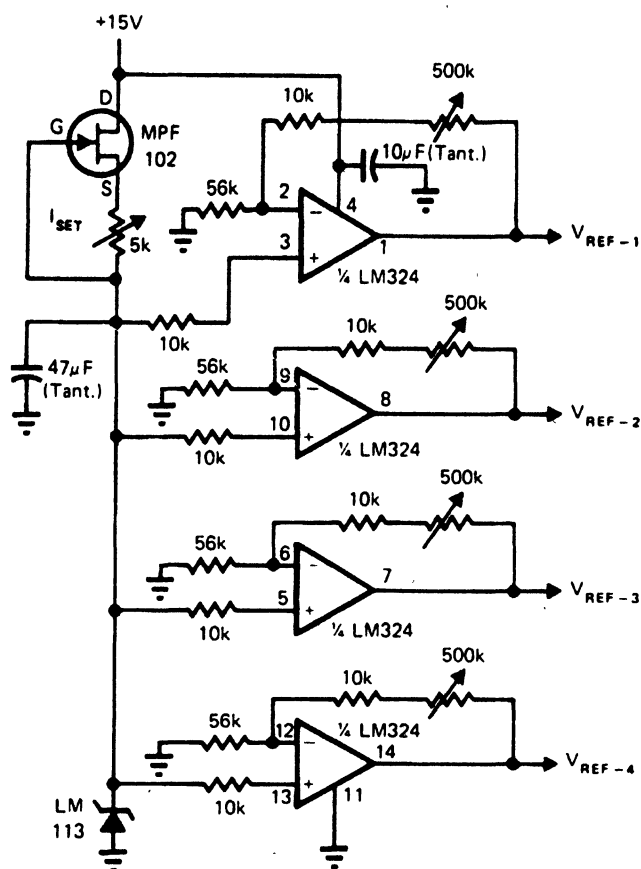 +15V
D
G
MPF
102
S
I SET
5k
10k
500k
10µF (Tant.)
56k
2
−
4
3
+
1
V REF-1
¼ LM324
10k
47µF
(Tant.)
500k
10k
56k
9
−
8
V REF-2
10
+
10k
¼ LM324
500k
10k
56k
6
−
7
V REF-3
5
+
10k
¼ LM324
500k
10k
56k
¼ LM324
12
−
14
V REF-4
13
+
11
10k
LM
113